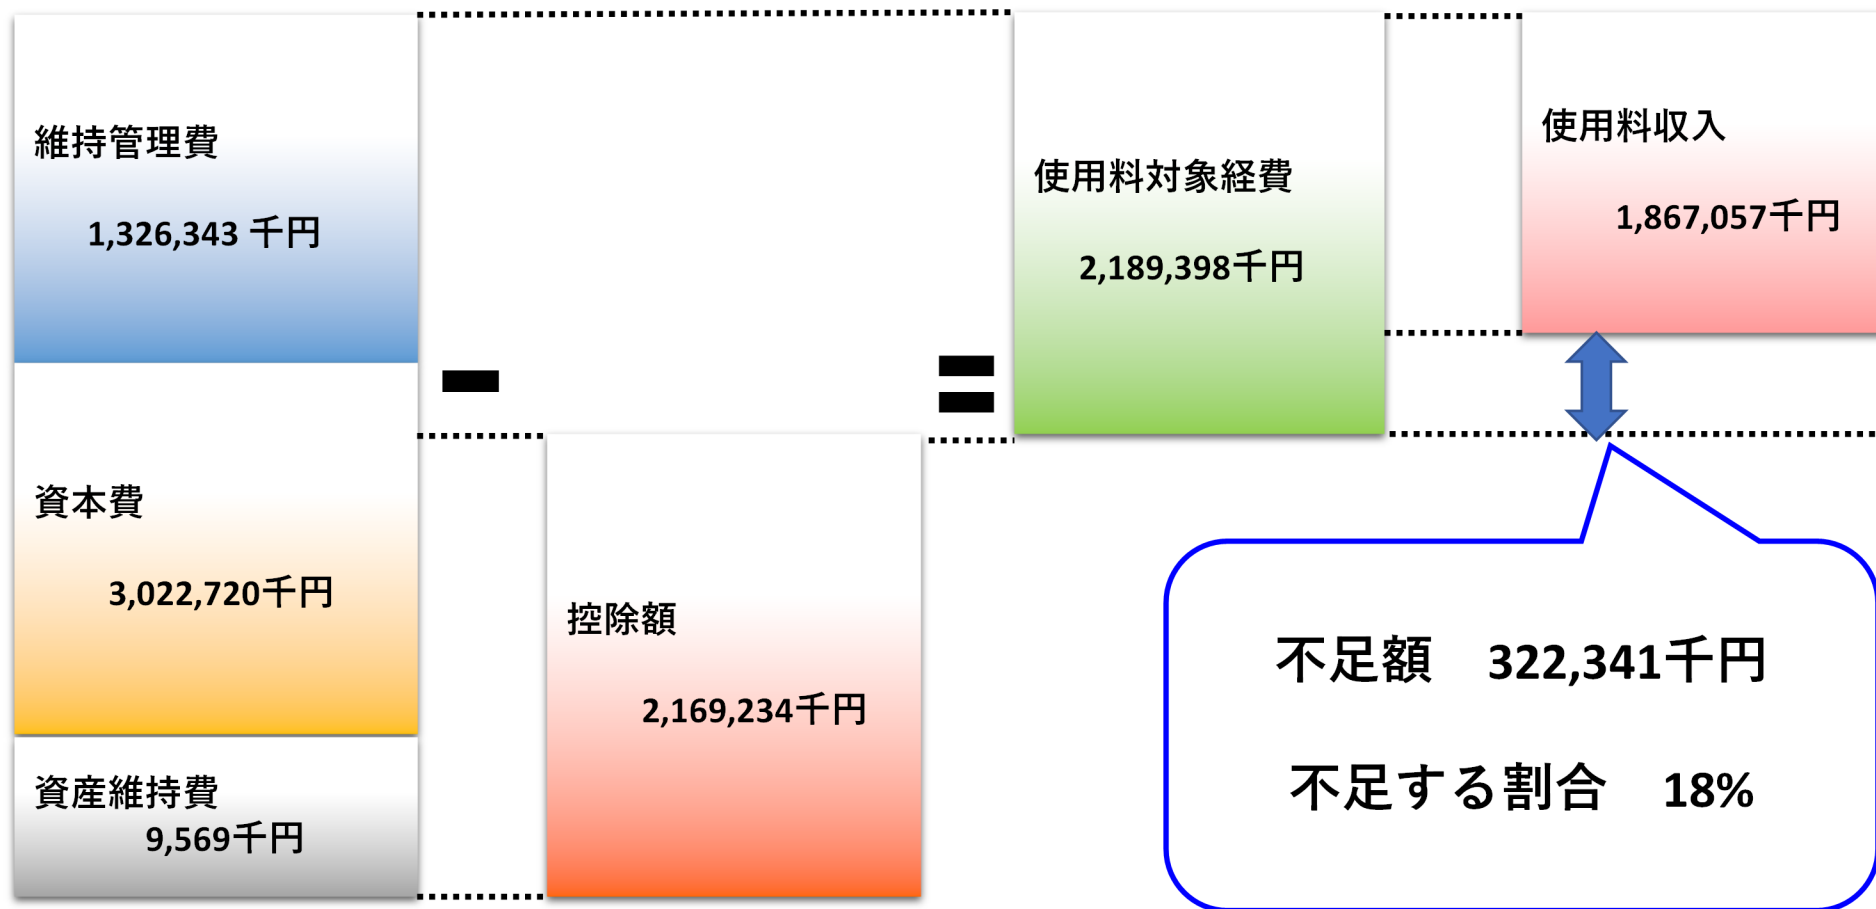 維持管理費
1,326,343 千円
資本費
3,022,720千円
資産維持費
9,569千円
－
控除額
2,169,234千円
＝
使用料対象経費
2,189,398千円
使用料収入
1,867,057千円
不足額　322,341千円
不足する割合　18%